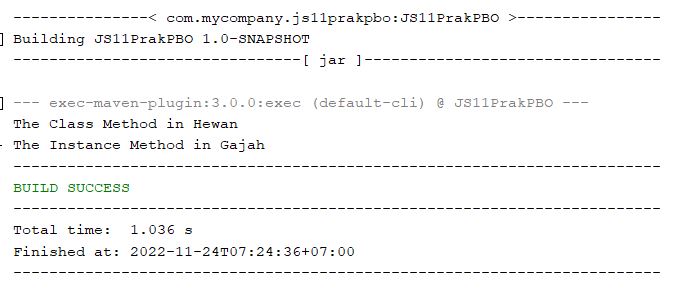 ---------------< com.mycompany.js11prakpbo:JS11PrakPBO >----------------
] Building JS11PrakPBO 1.0-SNAPSHOT
--------------------------------[ jar ]---------------------------------
] --- exec-maven-plugin:3.0.0:exec (default-cli) @ JS11PrakPBO ---
The Class Method in Hewan
The Instance Method in Gajah
------------------------------------------------------------------------
BUILD SUCCESS
------------------------------------------------------------------------
Total time:  1.036 s
Finished at: 2022-11-24T07:24:36+07:00
------------------------------------------------------------------------